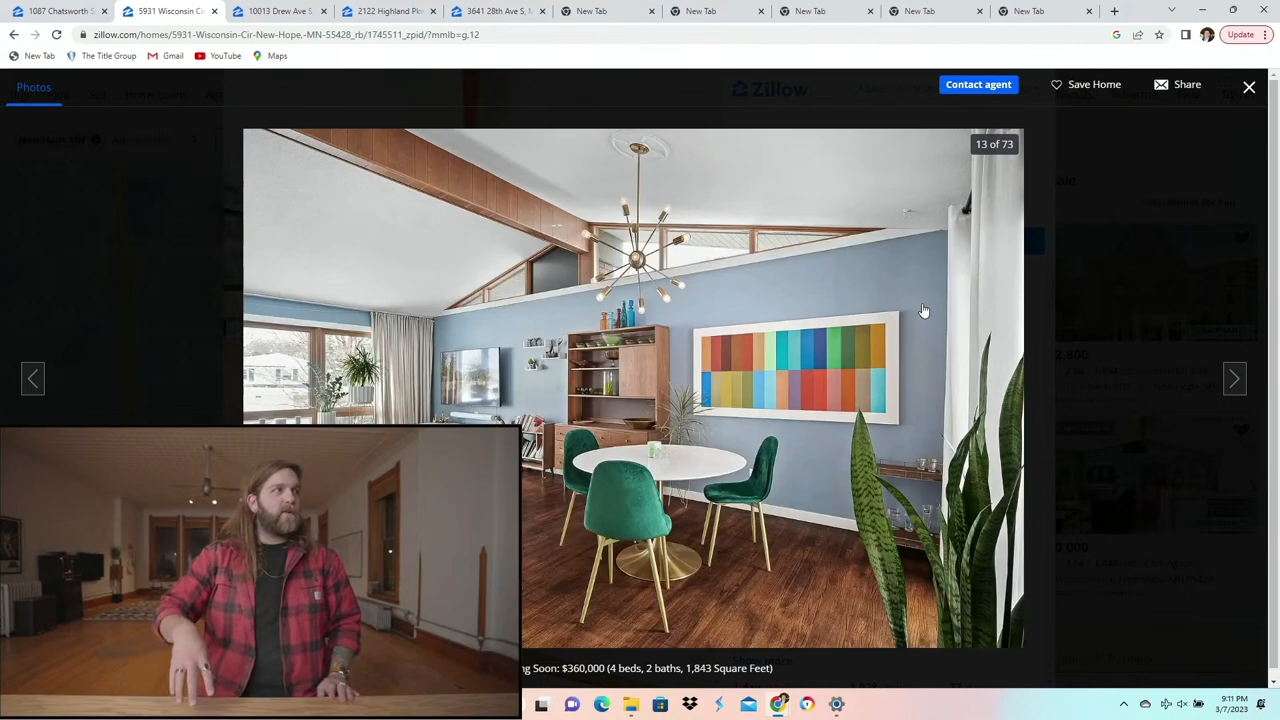 1087 Chatsworth S
5931 Wisconsin Cir
10013 Drew Ave S
2122 Highland Pl
3641 28th Ave S, M
New Tab
New Tab
New Tab
New Tab
New Tab
zillow.com/homes/5931-Wisconsin-Cir-New-Hope,-MN-55428_rb/1745511_zpid/?mmlb=g.12
Update
New Tab
The Title Group
Gmail
YouTube
Maps
Photos
Zillow
Contact agent
Save Home
Share
13 of 73
ng Soon: $360,000 (4 beds, 2 baths, 1,843 Square Feet)
9:11 PM
3/7/2023